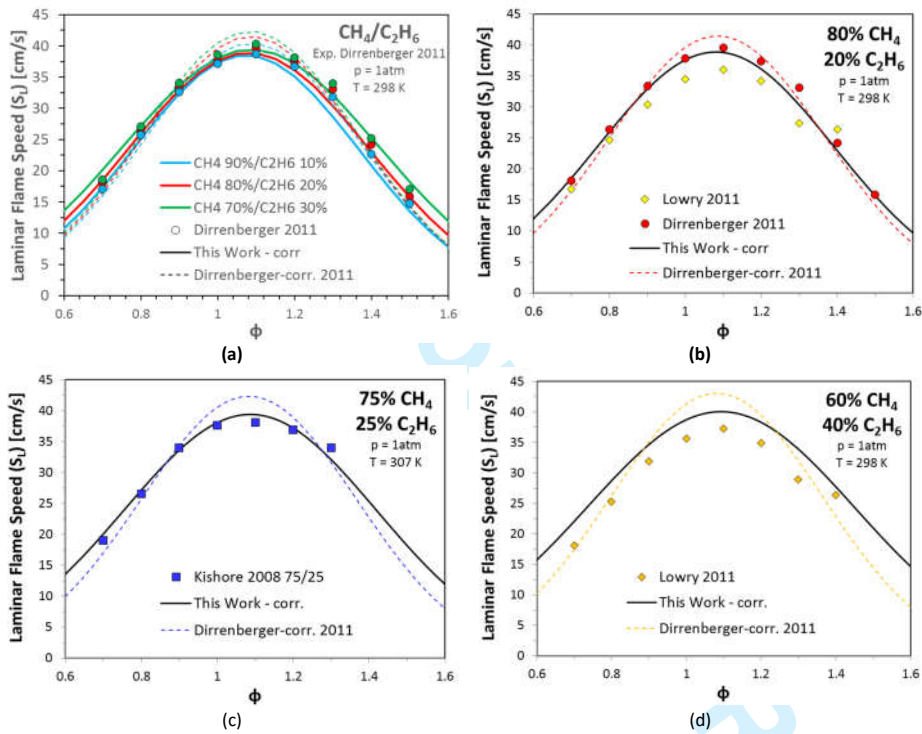 CH₄/C₂H₆
Exp. Dirrenberger 2011
p = 1atm
T = 298 K
Laminar Flame Speed (S_L) [cm/s]
45
40
35
30
25
20
15
10
5
0
CH4 90%/C2H6 10%
CH4 80%/C2H6 20%
CH4 70%/C2H6 30%
Dirrenberger 2011
This Work - corr
Dirrenberger-corr. 2011
0.6 0.8 1 1.2 1.4 1.6
ϕ
(a)
80% CH₄
20% C₂H₆
p = 1atm
T = 298 K
Laminar Flame Speed (S_L) [cm/s]
45
40
35
30
25
20
15
10
5
0
Lowry 2011
Dirrenberger 2011
This Work - corr
Dirrenberger-corr. 2011
0.6 0.8 1 1.2 1.4 1.6
ϕ
(b)
75% CH₄
25% C₂H₆
p = 1atm
T = 307 K
Laminar Flame Speed (S_L) [cm/s]
45
40
35
30
25
20
15
10
5
0
Kishore 2008 75/25
This Work - corr.
Dirrenberger-corr. 2011
0.6 0.8 1 1.2 1.4 1.6
ϕ
(c)
60% CH₄
40% C₂H₆
p = 1atm
T = 298 K
Laminar Flame Speed (S_L) [cm/s]
45
40
35
30
25
20
15
10
5
0
Lowry 2011
This Work - corr.
Dirrenberger-corr. 2011
0.6 0.8 1 1.2 1.4 1.6
ϕ
(d)